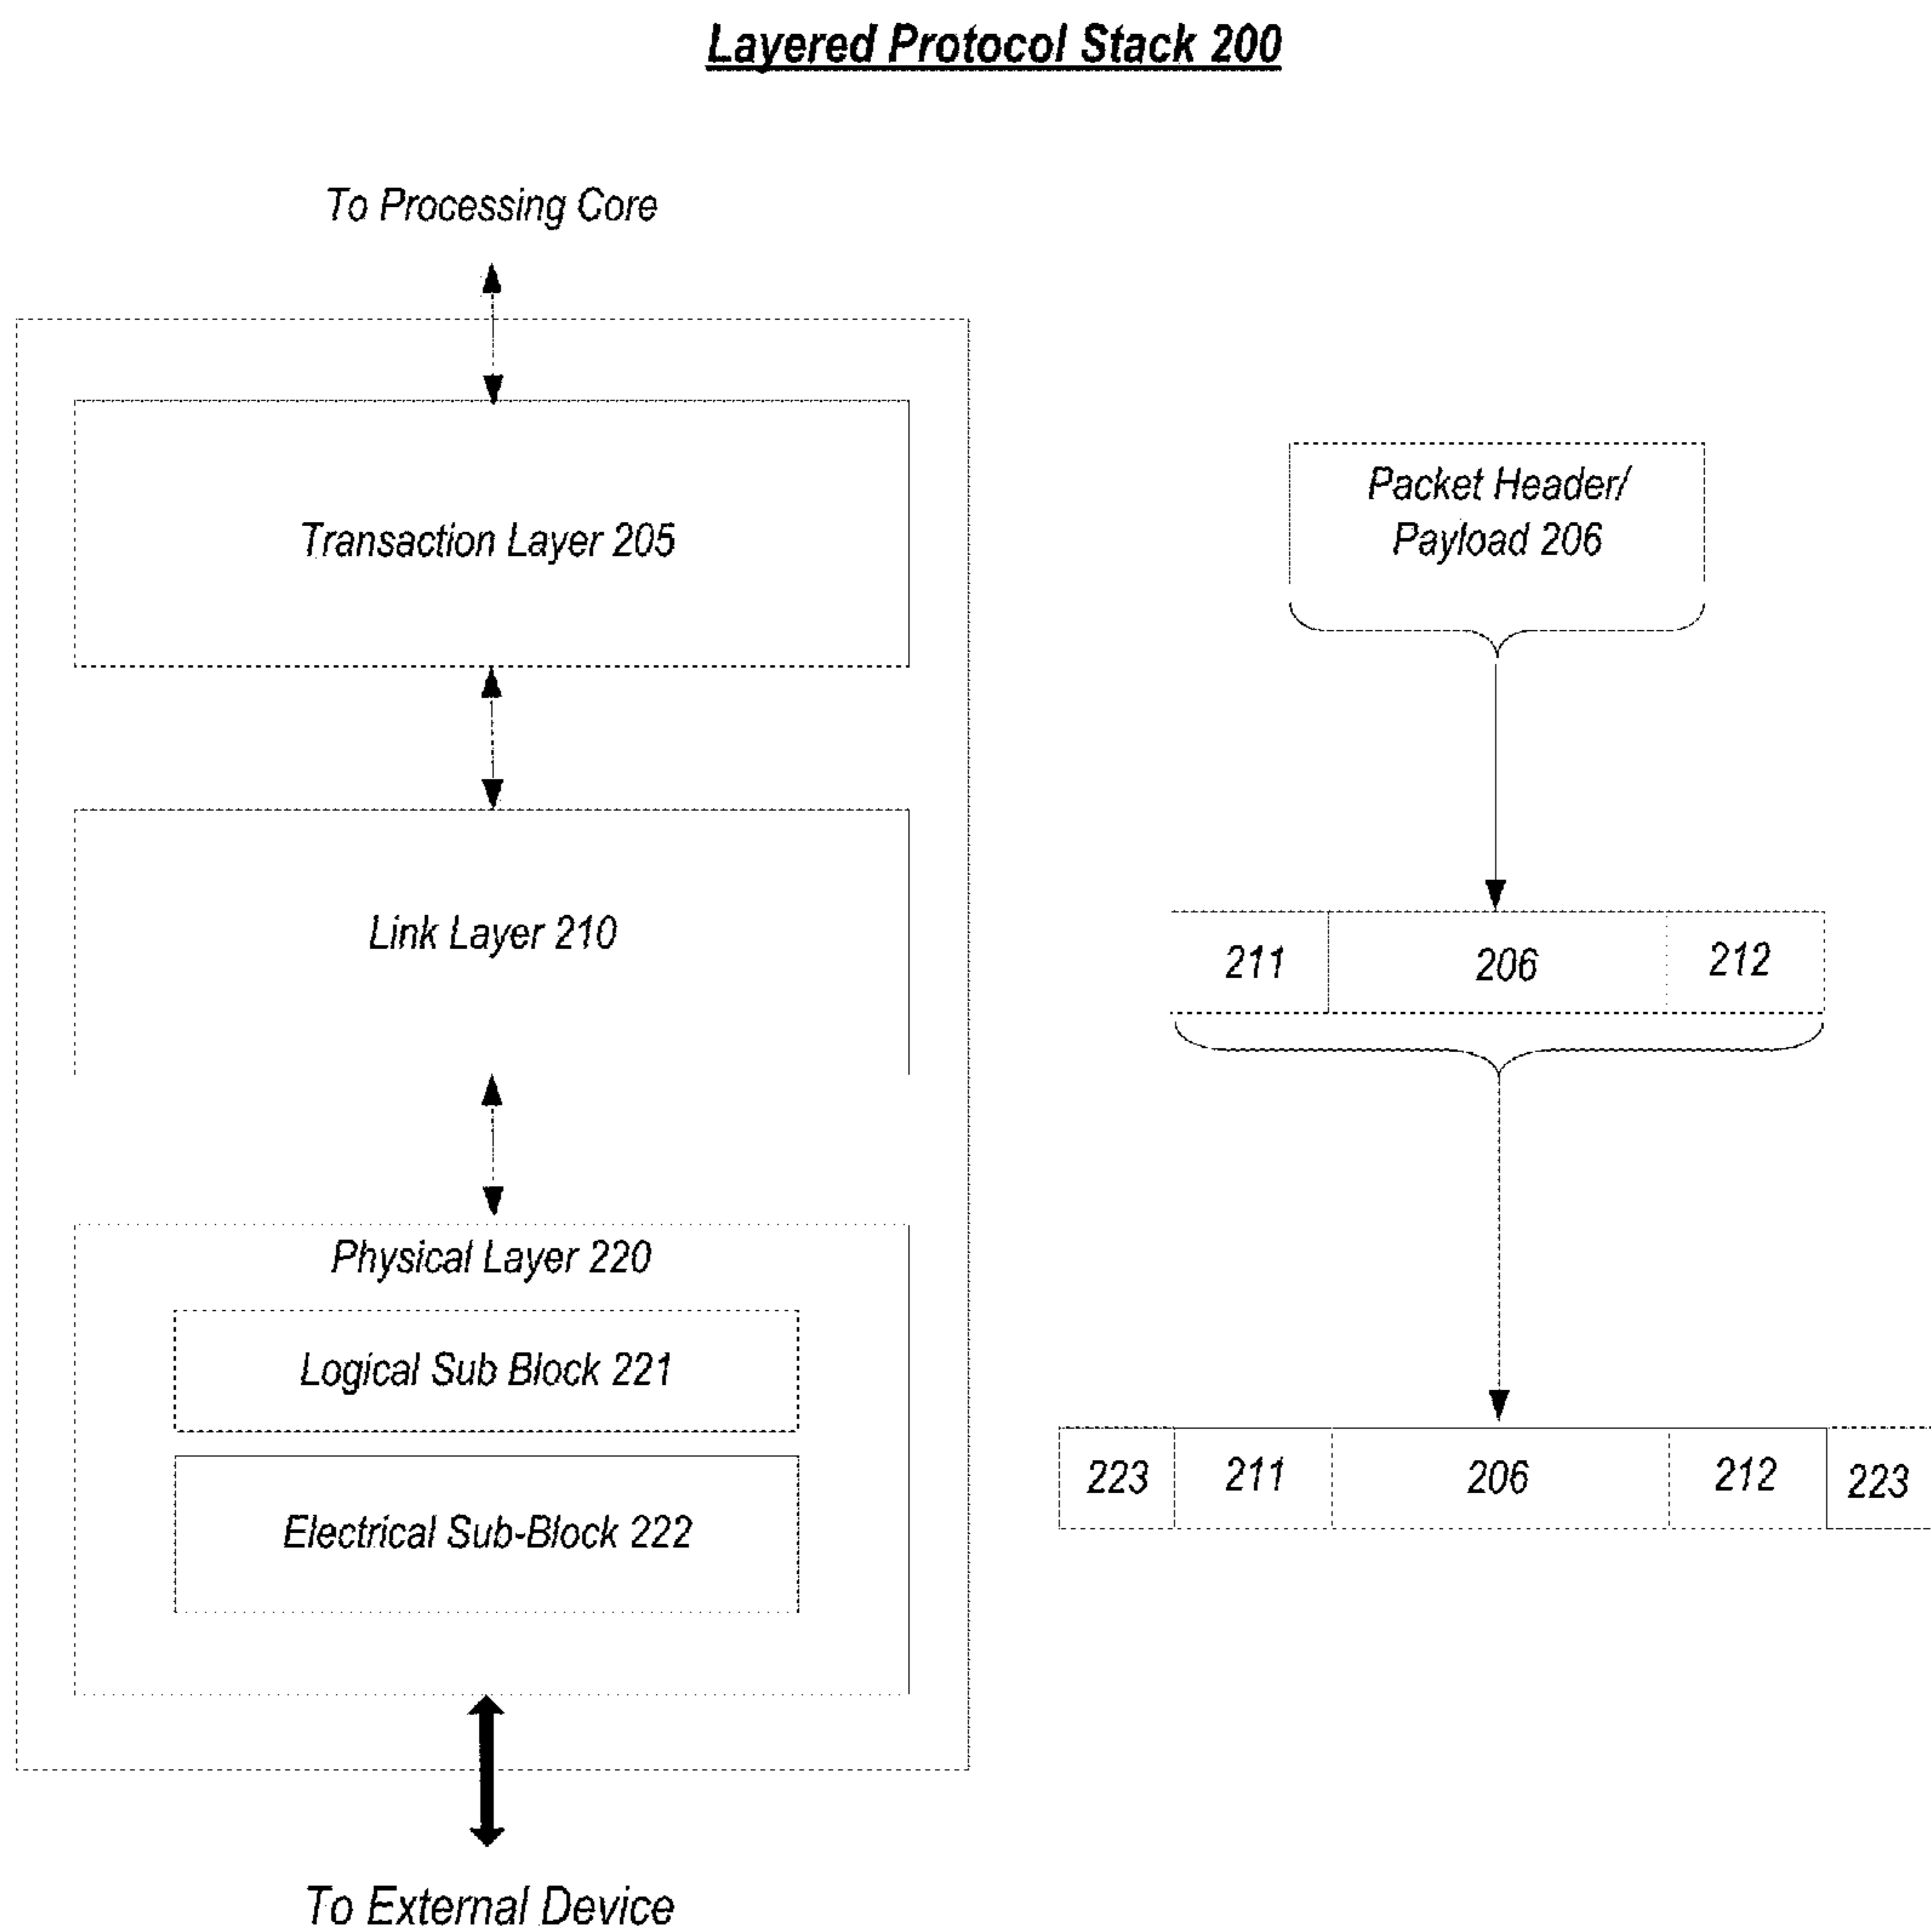 Layered Protocol Stack 200
To Processing Core
Transaction Layer 205
Packet Header/
Payload 206
Link Layer 210
211 206 212
Physical Layer 220
Logical Sub Block 221
Electrical Sub-Block 222
223 211 206 212 223
To External Device